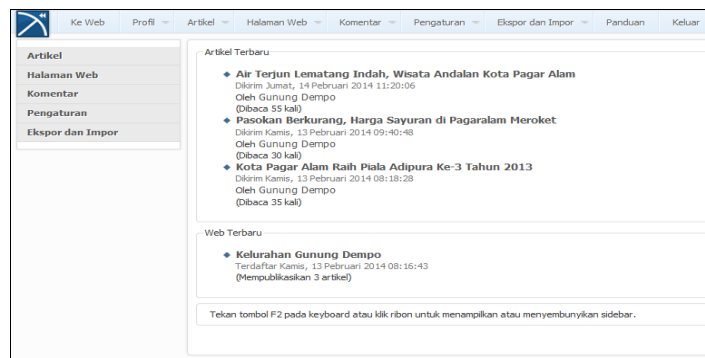 Ke Web Profil Artikel Halaman Web Komentar Pengaturan Ekspor dan Impor Panduan Keluar
Artikel
Halaman Web
Komentar
Pengaturan
Ekspor dan Impor
Artikel Terbaru
Air Terjun Lematang Indah, Wisata Andalan Kota Pagar Alam
Dikirim Jumat, 14 Pebruari 2014 11:20:06
Oleh Gunung Dempo
(Dibaca 55 kali)
Pasokan Berkurang, Harga Sayuran di Pagaralam Meroket
Dikirim Kamis, 13 Pebruari 2014 09:40:48
Oleh Gunung Dempo
(Dibaca 30 kali)
Kota Pagar Alam Raih Piala Adipura Ke-3 Tahun 2013
Dikirim Kamis, 13 Pebruari 2014 08:18:28
Oleh Gunung Dempo
(Dibaca 35 kali)
Web Terbaru
Kelurahan Gunung Dempo
Terdaftar Kamis, 13 Pebruari 2014 08:16:43
(Mempublikasikan 3 artikel)
Tekan tombol F2 pada keyboard atau klik ribon untuk menampilkan atau menyembunyikan sidebar.